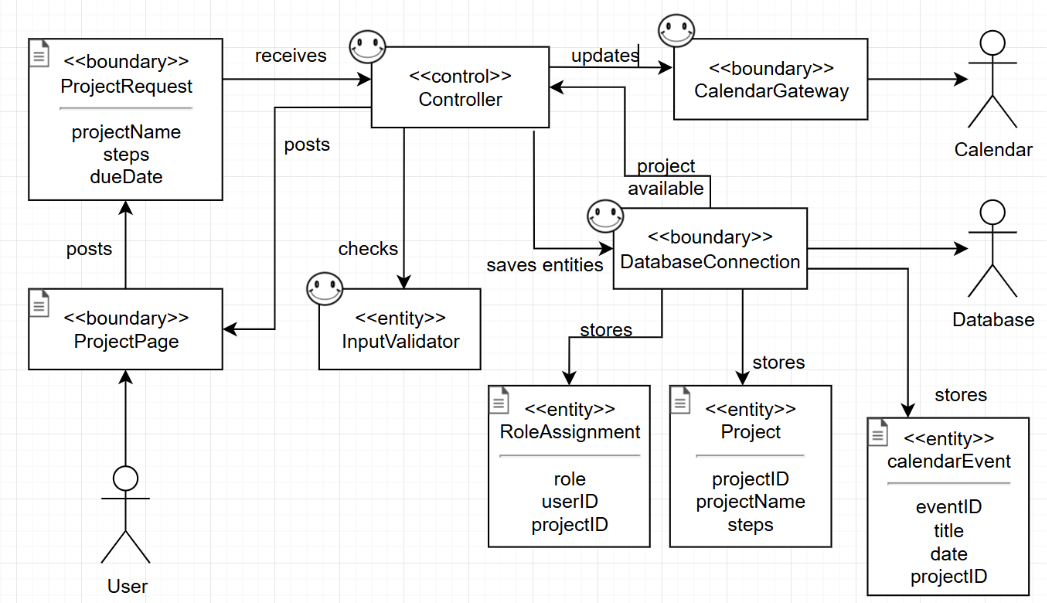 <<boundary>>
ProjectRequest
projectName
steps
dueDate
receives
<<control>>
Controller
updates
<<boundary>>
CalendarGateway
Calendar
posts
project
available
posts
checks
saves entities
<<boundary>>
DatabaseConnection
Database
<<boundary>>
ProjectPage
<<entity>>
InputValidator
stores
stores
stores
<<entity>>
RoleAssignment
role
userID
projectID
<<entity>>
Project
projectID
projectName
steps
<<entity>>
calendarEvent
eventID
title
date
projectID
User